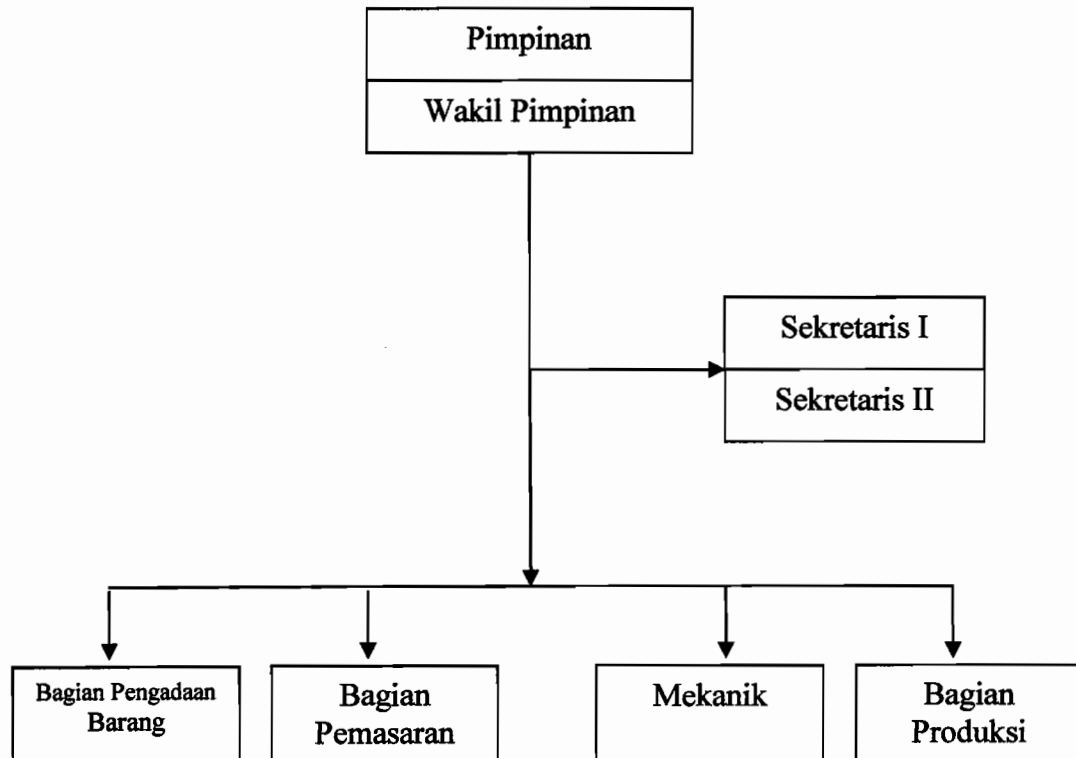 Pimpinan
Wakil Pimpinan
Sekretaris I
Sekretaris II
Bagian Pengadaan
Barang
Bagian
Pemasaran
Mekanik
Bagian
Produksi